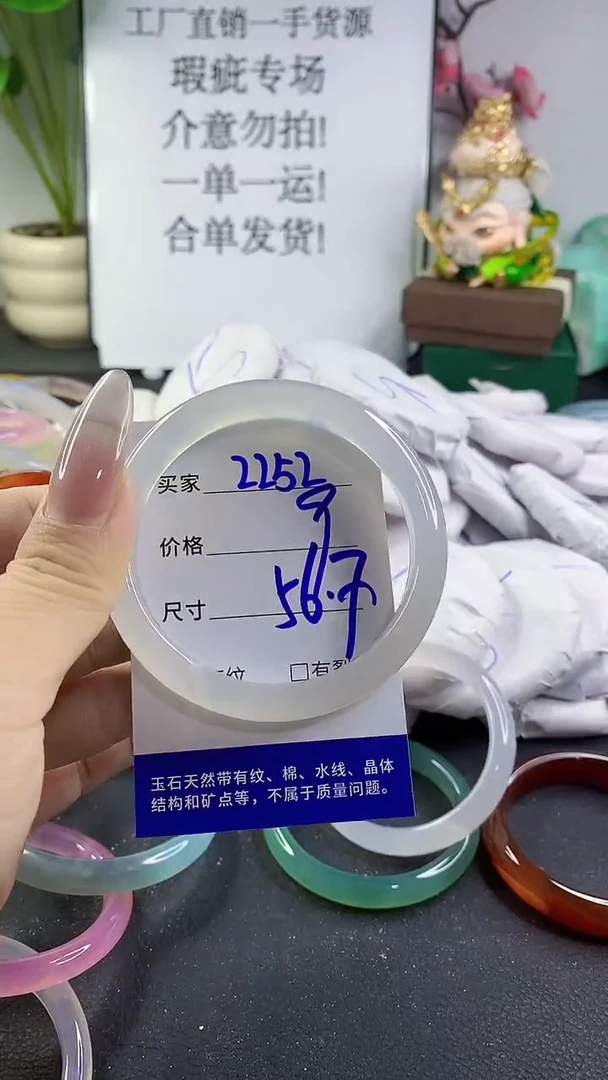 工厂直销一手货源
瑕疵专场
介意勿拍!
一单一运!
合单发货!
买家 2252
价格
尺寸 56.7
纹 □有裂
玉石天然带有纹、棉、水线、晶体
结构和矿点等，不属于质量问题。